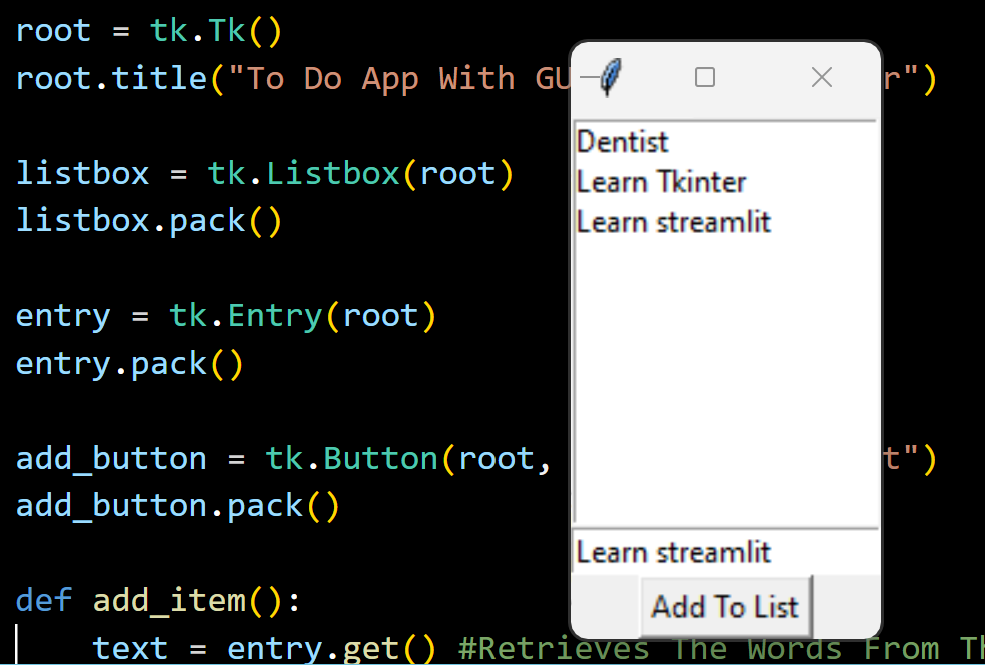 root = tk.Tk()
root.title("To Do App With GU
r")
listbox = tk.Listbox(root)
listbox.pack()
entry = tk.Entry(root)
entry.pack()
add_button = tk.Button(root,
t")
add_button.pack()
def add_item():
text = entry.get() #Retrieves The Words From Th
Dentist
Learn Tkinter
Learn streamlit
Learn streamlit
Add To List